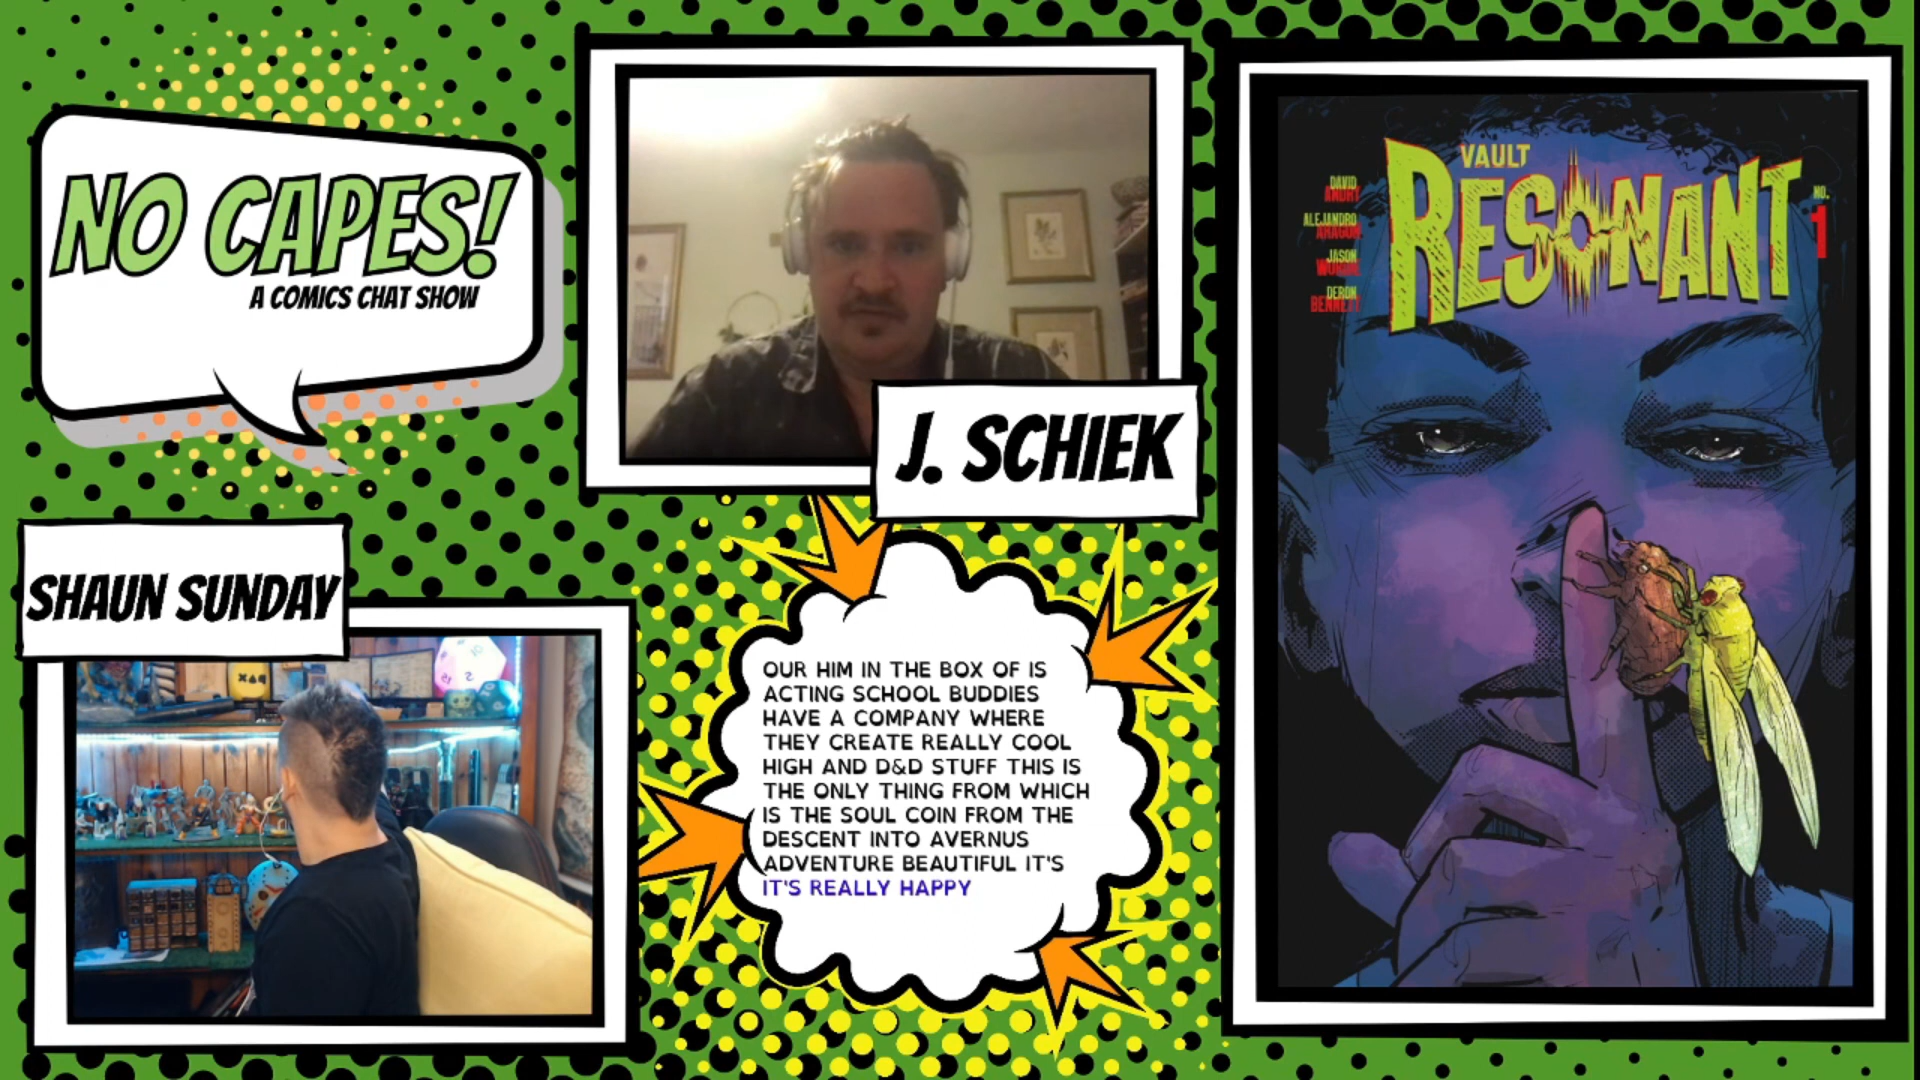 NO CAPES!
A COMICS CHAT SHOW
J. SCHIEK
SHAUN SUNDAY
OUR HIM IN THE BOX OF IS
ACTING SCHOOL BUDDIES
HAVE A COMPANY WHERE
THEY CREATE REALLY COOL
HIGH AND D&D STUFF THIS IS
THE ONLY THING FROM WHICH
IS THE SOUL COIN FROM THE
DESCENT INTO AVERNUS
ADVENTURE BEAUTIFUL IT'S
IT'S REALLY HAPPY
VAULT
RESONANT
NO.
1
DAVID
ANDRY
ALEJANDRO
ARAGON
JASON
WORDIE
DERON
BENNETT